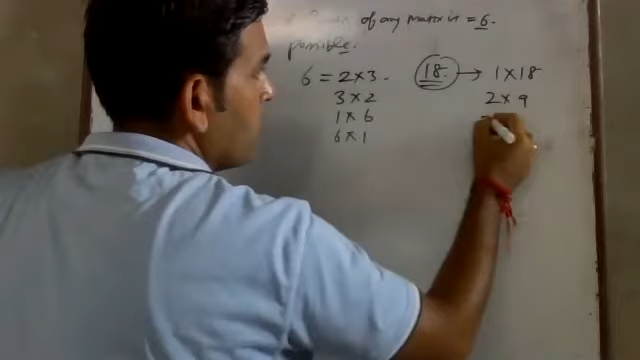 of any matrix is = 6.
possible.
6 = 2×3.
3×2
1×6
6×1
18. → 1×18
2×9